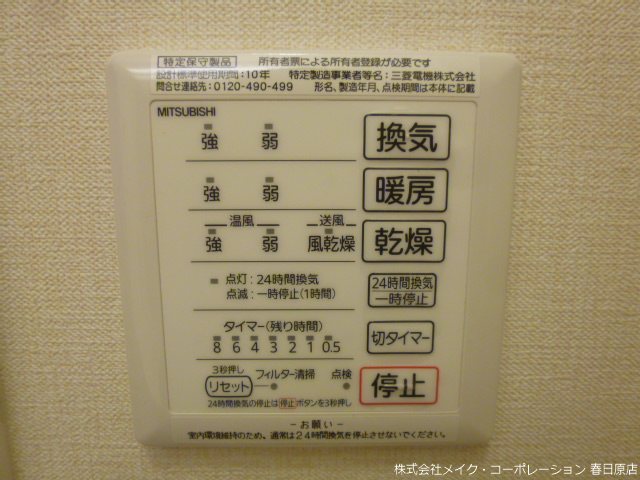 特定保守製品 所有者票による所有者登録が必要です
設計標準使用期間:10年 特定製造事業者等名:三菱電機株式会社
問合せ連絡先:0120-490-499 形名、製造年月、点検期間は本体に記載
MITSUBISHI
強 弱 換気
強 弱 暖房
温風 送風
強 弱 風乾燥 乾燥
点灯:24時間換気
点滅:一時停止(1時間)
24時間換気
一時停止
タイマー(残り時間)
8 6 4 3 2 1 0.5
切タイマー
3秒押し
リセット フィルター清掃 点検
停止
24時間換気の停止は停止ボタンを3秒押し
-お願い-
室内環境維持のため、通常は24時間換気を停止させないでください。
株式会社メイク・コーポレーション 春日原店